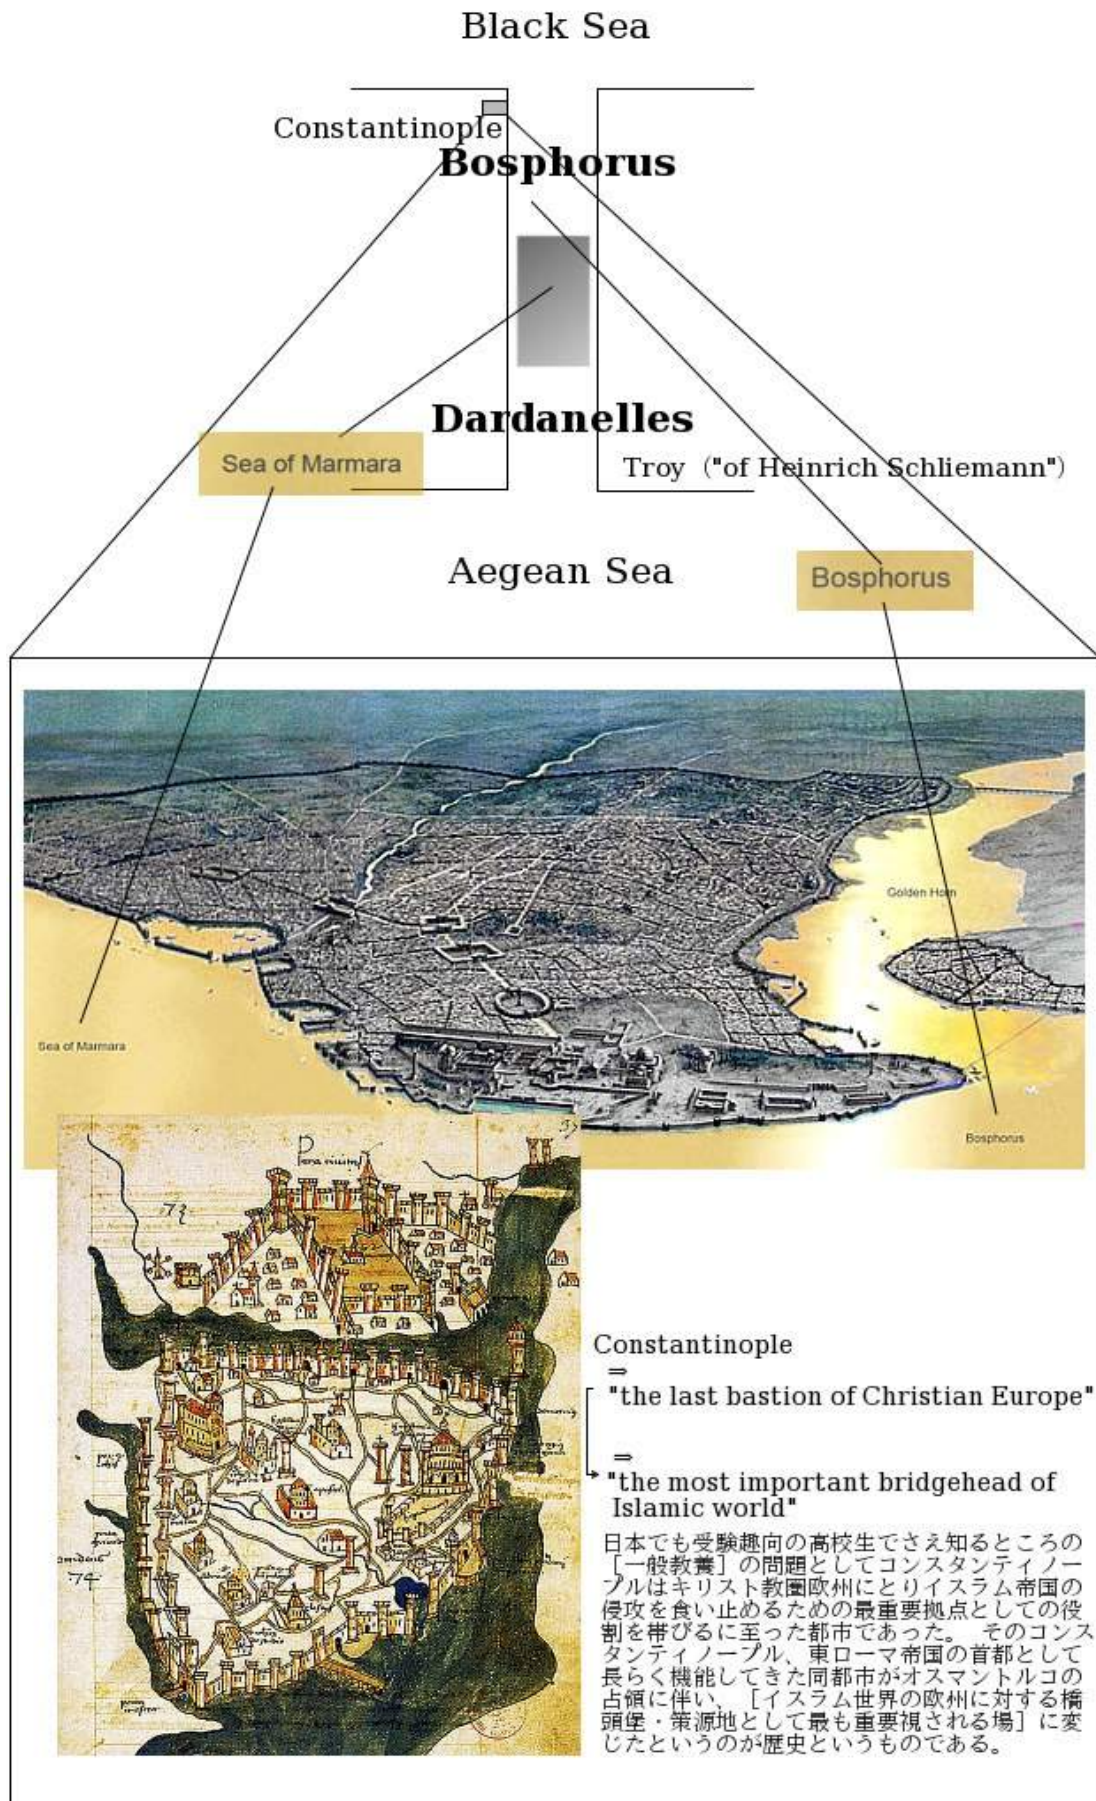 Black Sea
Constantinople
Bosphorus
Dardanelles
Sea of Marmara
Troy ("of Heinrich Schliemann")
Aegean Sea
Bosphorus
Golden Horn
Sea of Marmara
Bosphorus
Constantinople
⇒
"the last bastion of Christian Europe"
⇒
"the most important bridgehead of
Islamic world"
日本でも受験趣向の高校生でさえ知るところの
[一般教養]の問題としてコンスタンティノー
プルはキリスト教圏欧州にとりイスラム帝国の
侵攻を食い止めるための最重要拠点としての役
割を帯びるに至った都市であった。 そのコンス
タンティノープル、東ローマ帝国の首都として
長らく機能してきた同都市がオスマントルコの
占領に伴い、[イスラム世界の欧州に対する橋
頭堡・策源地として最も重要視される場]に変
じたというのが歴史というものである。